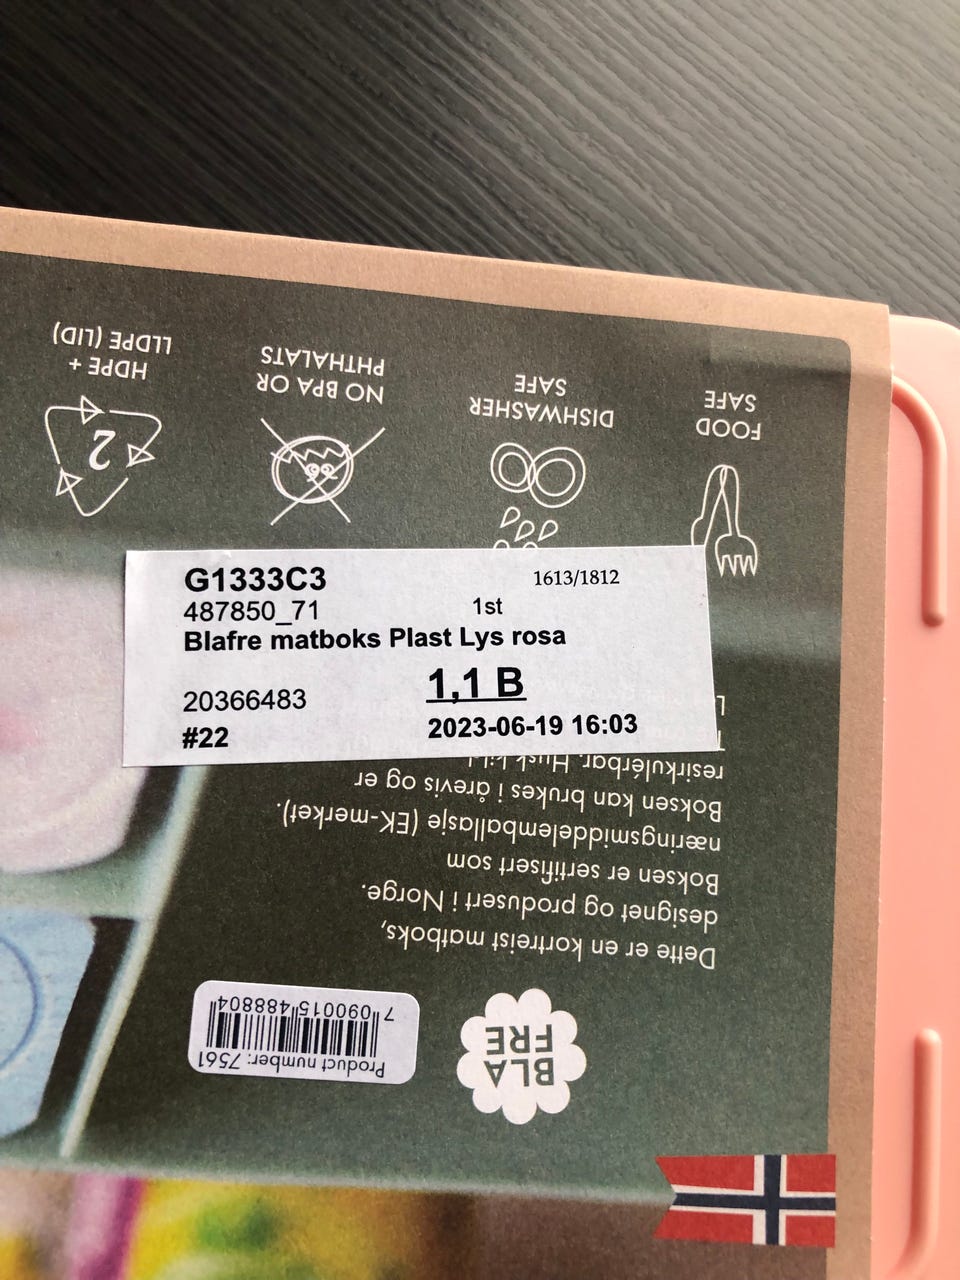 G1333C3
1613/1812
487850_71
1st
Blafre matboks Plast Lys rosa
20366483
1,1 B
#22
2023-06-19 16:03
BLA
FRE
Product number: 7561
7 090015 488804
Dette er en kortreist matboks,
designet og produsert i Norge.
Boksen er sertifisert som
næringsmiddelemballasje (EK-merket).
Boksen kan brukes i årevis og er
resirkulérbar. Husk
FOOD
SAFE
DISHWASHER
SAFE
NO BPA OR
PHTHALATS
2
HDPE +
LLDPE (LID)